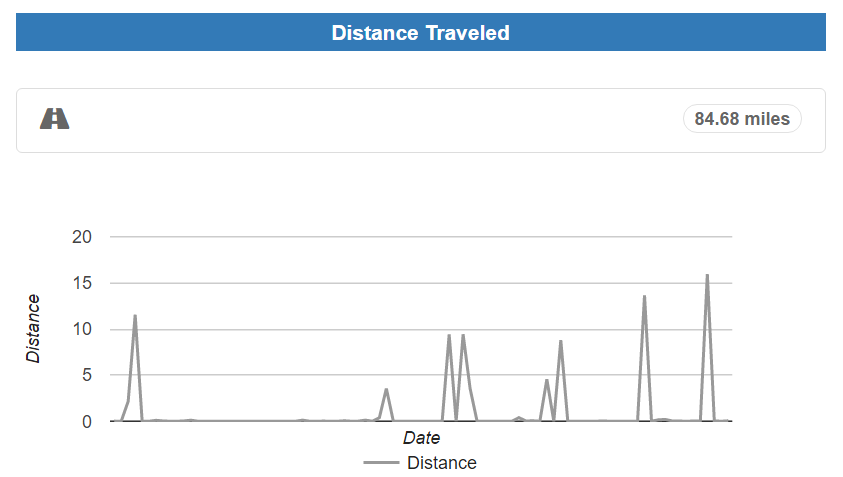 Distance Traveled
84.68 miles
20
15
10
5
0
Distance
Date
Distance